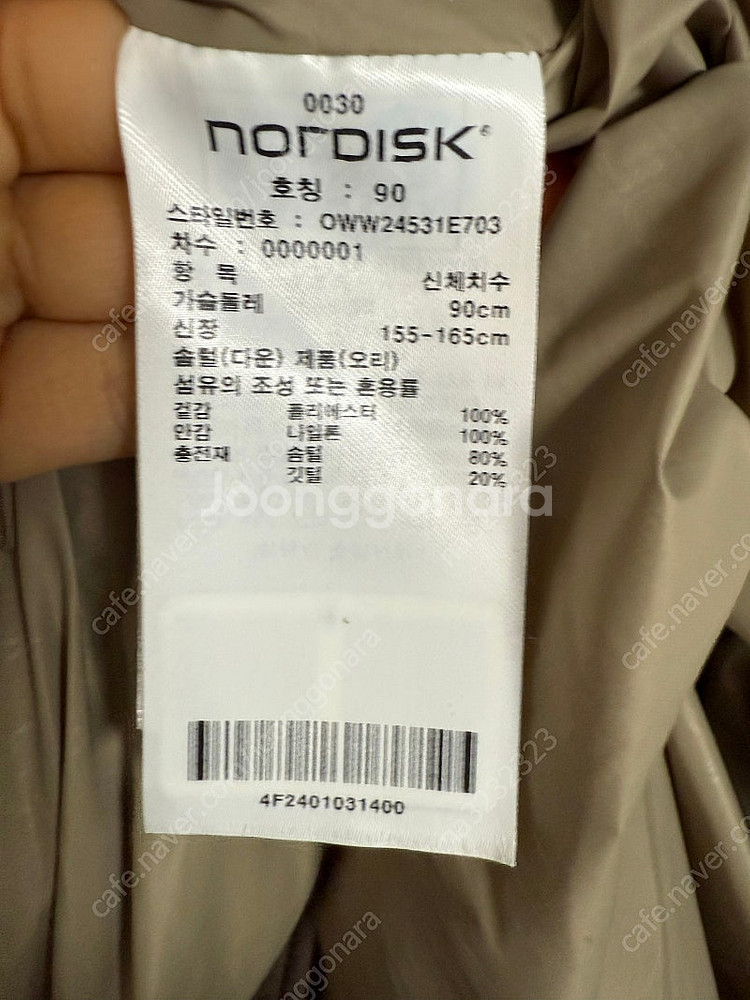 0030
norDISK
호칭 : 90
스타일번호 : OWW24531E703
차수 : 0000001
항 목 신체치수
가슴둘레 90cm
신장 155-165cm
솜털(다운) 제품(오리)
섬유의 조성 또는 혼용률
겉감 폴리에스터 100%
안감 나일론 100%
충전재 솜털 80%
깃털 20%
Joonggonara
4F2401031400